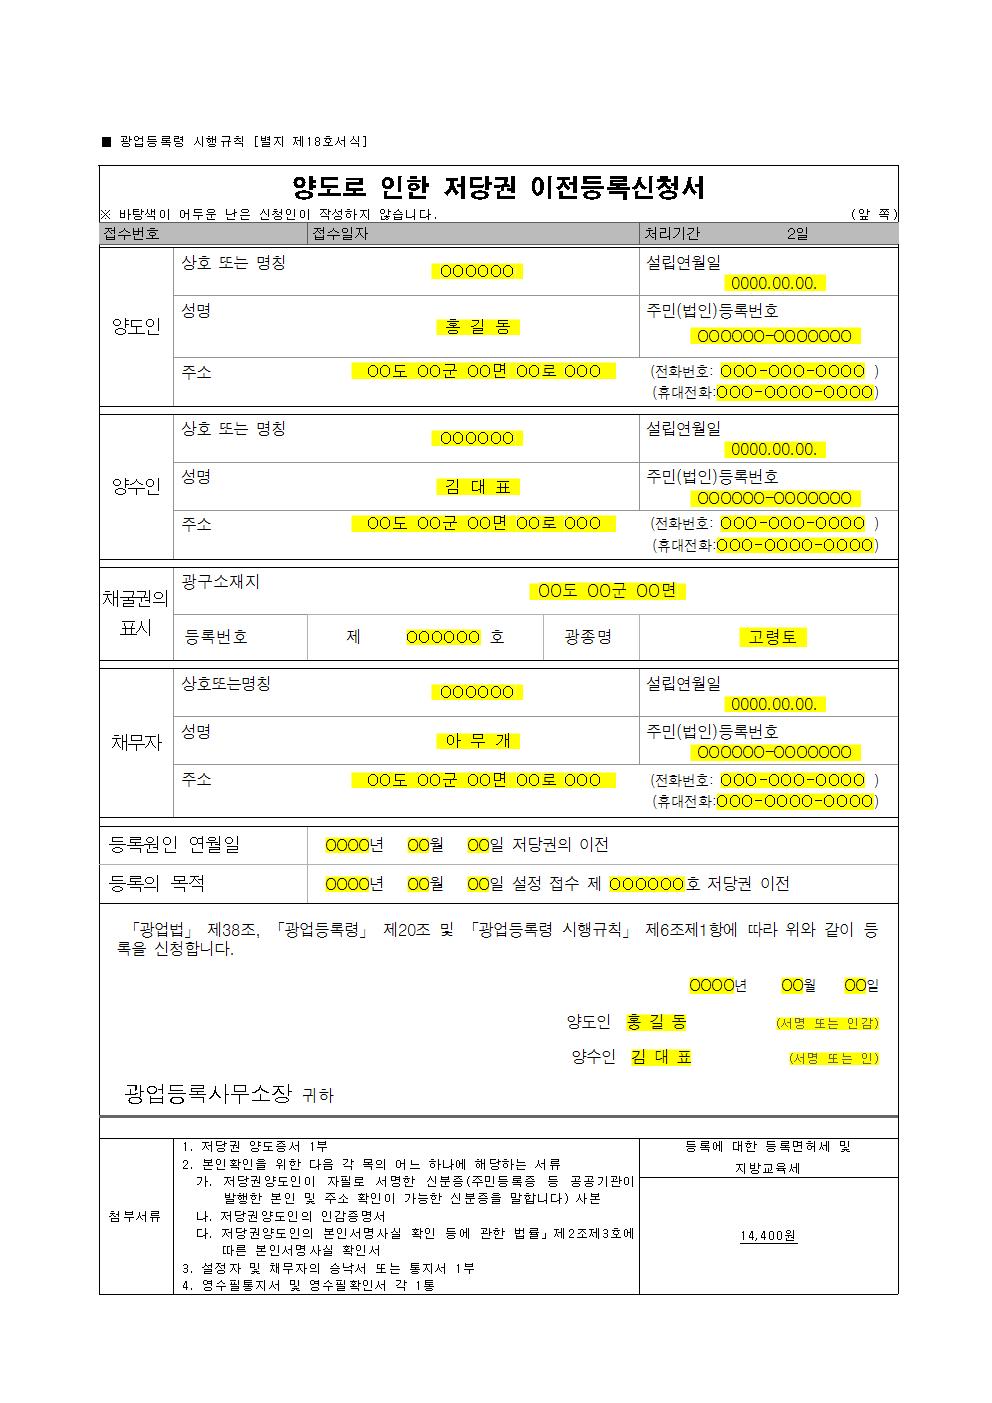 ■ 광업등록령 시행규칙 [별지 제18호서식]
양도로 인한 저당권 이전등록신청서
※ 바탕색이 어두운 난은 신청인이 작성하지 않습니다. (앞 쪽)
접수번호 접수일자 처리기간 2일
양도인
상호 또는 명칭 OOOOOO 설립연월일 0000.00.00.
성명 홍 길 동 주민(법인)등록번호 OOOOOO-OOOOOOO
주소 OO도 OO군 OO면 OO로 OOO (전화번호: OOO-OOO-OOOO )
(휴대전화:OOO-OOOO-OOOO)
양수인
상호 또는 명칭 OOOOOO 설립연월일 0000.00.00.
성명 김 대 표 주민(법인)등록번호 OOOOOO-OOOOOOO
주소 OO도 OO군 OO면 OO로 OOO (전화번호: OOO-OOO-OOOO )
(휴대전화:OOO-OOOO-OOOO)
채굴권의
표시
광구소재지 OO도 OO군 OO면
등록번호 제 OOOOOO 호 광종명 고령토
채무자
상호또는명칭 OOOOOO 설립연월일 0000.00.00.
성명 아 무 개 주민(법인)등록번호 OOOOOO-OOOOOOO
주소 OO도 OO군 OO면 OO로 OOO (전화번호: OOO-OOO-OOOO )
(휴대전화:OOO-OOOO-OOOO)
등록원인 연월일 OOOO년 OO월 OO일 저당권의 이전
등록의 목적 OOOO년 OO월 OO일 설정 접수 제 OOOOOO호 저당권 이전
「광업법」 제38조, 「광업등록령」 제20조 및 「광업등록령 시행규칙」 제6조제1항에 따라 위와 같이 등
록을 신청합니다.
OOOO년 OO월 OO일
양도인 홍 길 동 (서명 또는 인감)
양수인 김 대 표 (서명 또는 인)
광업등록사무소장 귀하
첨부서류
1. 저당권 양도증서 1부
2. 본인확인을 위한 다음 각 목의 어느 하나에 해당하는 서류
가. 저당권양도인이 자필로 서명한 신분증(주민등록증 등 공공기관이
발행한 본인 및 주소 확인이 가능한 신분증을 말합니다) 사본
나. 저당권양도인의 인감증명서
다. 저당권양도인의 본인서명사실 확인 등에 관한 법률」제2조제3호에
따른 본인서명사실 확인서
3. 설정자 및 채무자의 승낙서 또는 통지서 1부
4. 영수필통지서 및 영수필확인서 각 1통
등록에 대한 등록면허세 및
지방교육세
14,400원